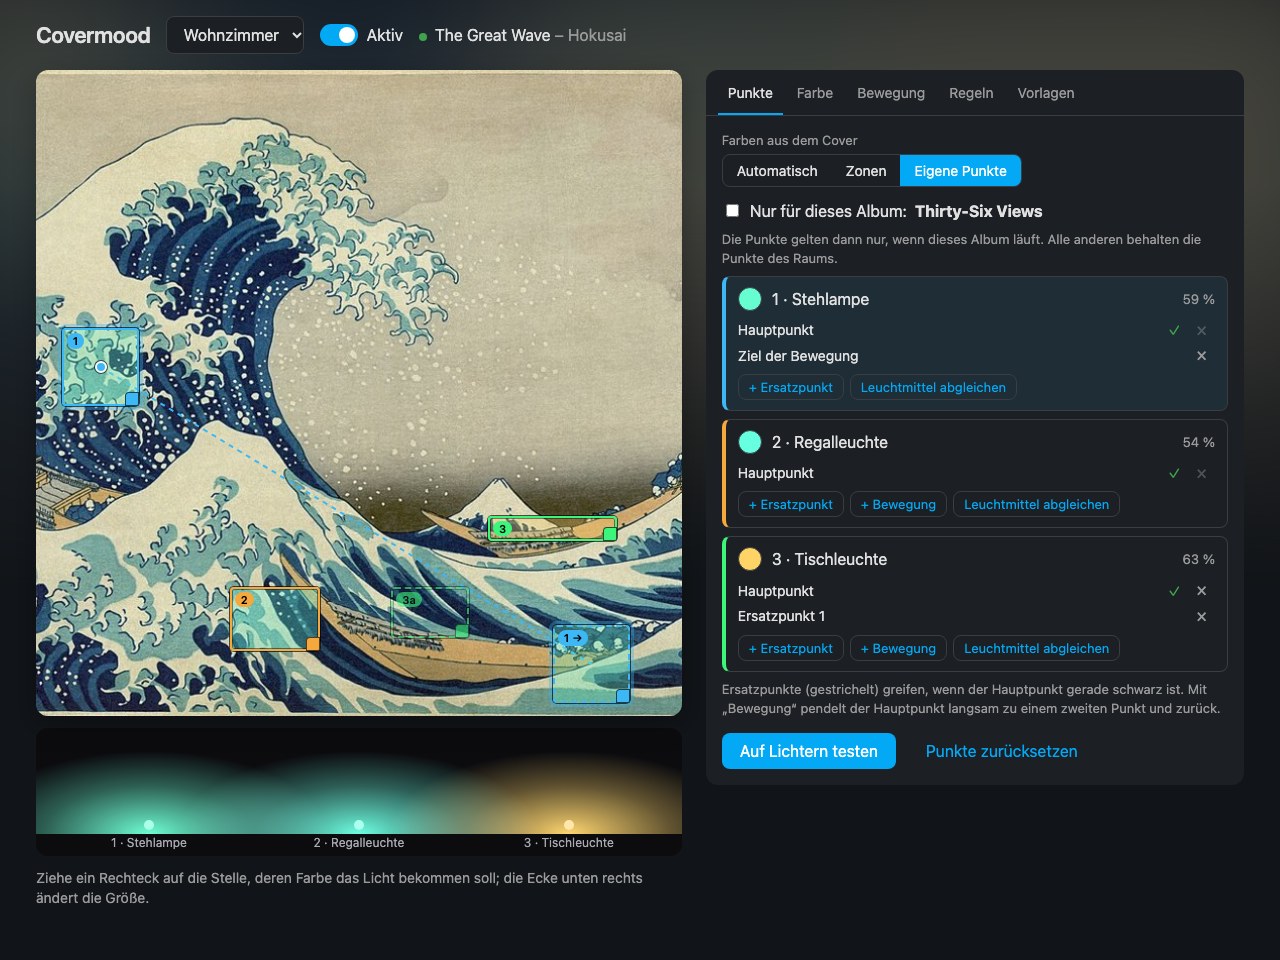 Covermood Wohnzimmer Aktiv The Great Wave – Hokusai
1
3
2
3a
1 →
1 · Stehlampe 2 · Regalleuchte 3 · Tischleuchte
Ziehe ein Rechteck auf die Stelle, deren Farbe das Licht bekommen soll; die Ecke unten rechts
ändert die Größe.
Punkte Farbe Bewegung Regeln Vorlagen
Farben aus dem Cover
Automatisch Zonen Eigene Punkte
Nur für dieses Album: Thirty-Six Views
Die Punkte gelten dann nur, wenn dieses Album läuft. Alle anderen behalten die
Punkte des Raums.
1 · Stehlampe 59 %
Hauptpunkt ✓ ×
Ziel der Bewegung ×
+ Ersatzpunkt Leuchtmittel abgleichen
2 · Regalleuchte 54 %
Hauptpunkt ✓ ×
+ Ersatzpunkt + Bewegung Leuchtmittel abgleichen
3 · Tischleuchte 63 %
Hauptpunkt ✓ ×
Ersatzpunkt 1 ×
+ Ersatzpunkt + Bewegung Leuchtmittel abgleichen
Ersatzpunkte (gestrichelt) greifen, wenn der Hauptpunkt gerade schwarz ist. Mit
„Bewegung“ pendelt der Hauptpunkt langsam zu einem zweiten Punkt und zurück.
Auf Lichtern testen Punkte zurücksetzen